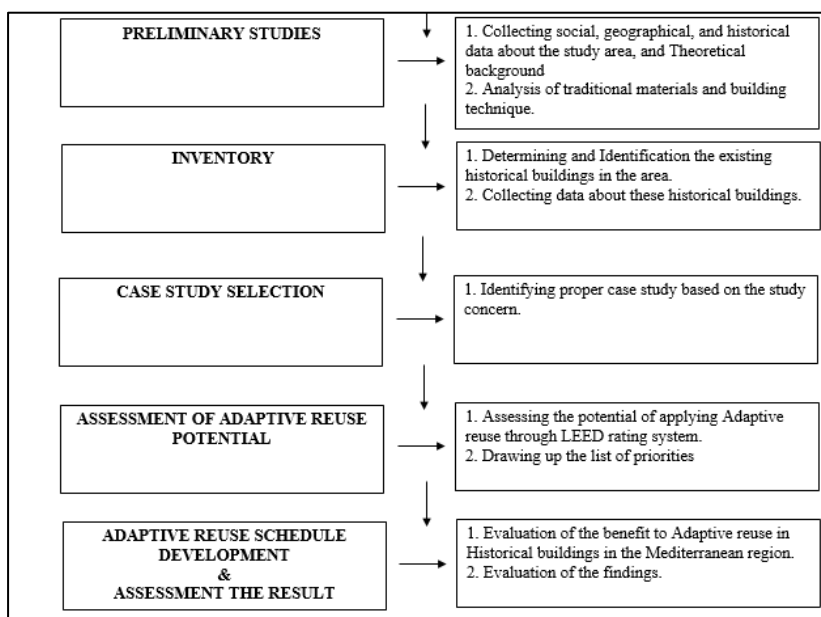 PRELIMINARY STUDIES
1. Collecting social, geographical, and historical
data about the study area, and Theoretical
background
2. Analysis of traditional materials and building
technique.
INVENTORY
1. Determining and Identification the existing
historical buildings in the area.
2. Collecting data about these historical buildings.
CASE STUDY SELECTION
1. Identifying proper case study based on the study
concern.
ASSESSMENT OF ADAPTIVE REUSE
POTENTIAL
1. Assessing the potential of applying Adaptive
reuse through LEED rating system.
2. Drawing up the list of priorities
ADAPTIVE REUSE SCHEDULE
DEVELOPMENT
&
ASSESSMENT THE RESULT
1. Evaluation of the benefit to Adaptive reuse in
Historical buildings in the Mediterranean region.
2. Evaluation of the findings.